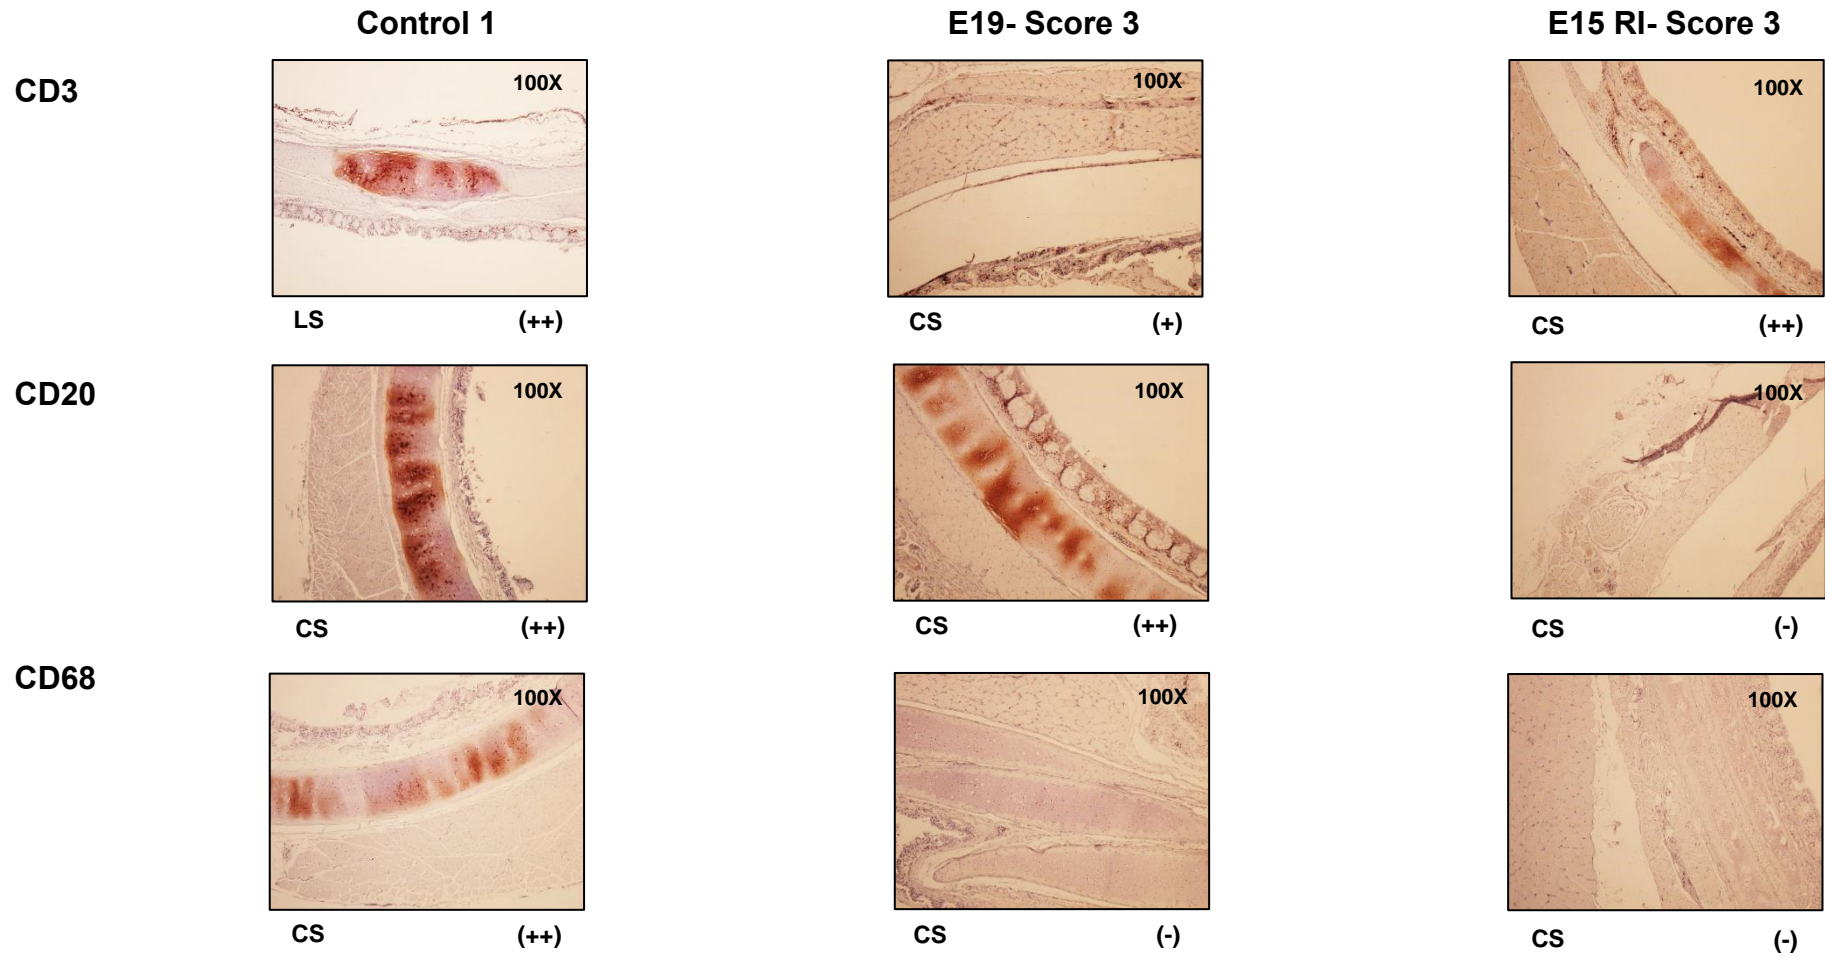 Control 1
E19- Score 3
E15 RI- Score 3
CD3
100X
100X
100X
LS
(++)
CS
(+)
CS
(++)
CD20
100X
100X
100X
CS
(++)
CS
(++)
CS
(-)
CD68
100X
100X
100X
CS
(++)
CS
(-)
CS
(-)